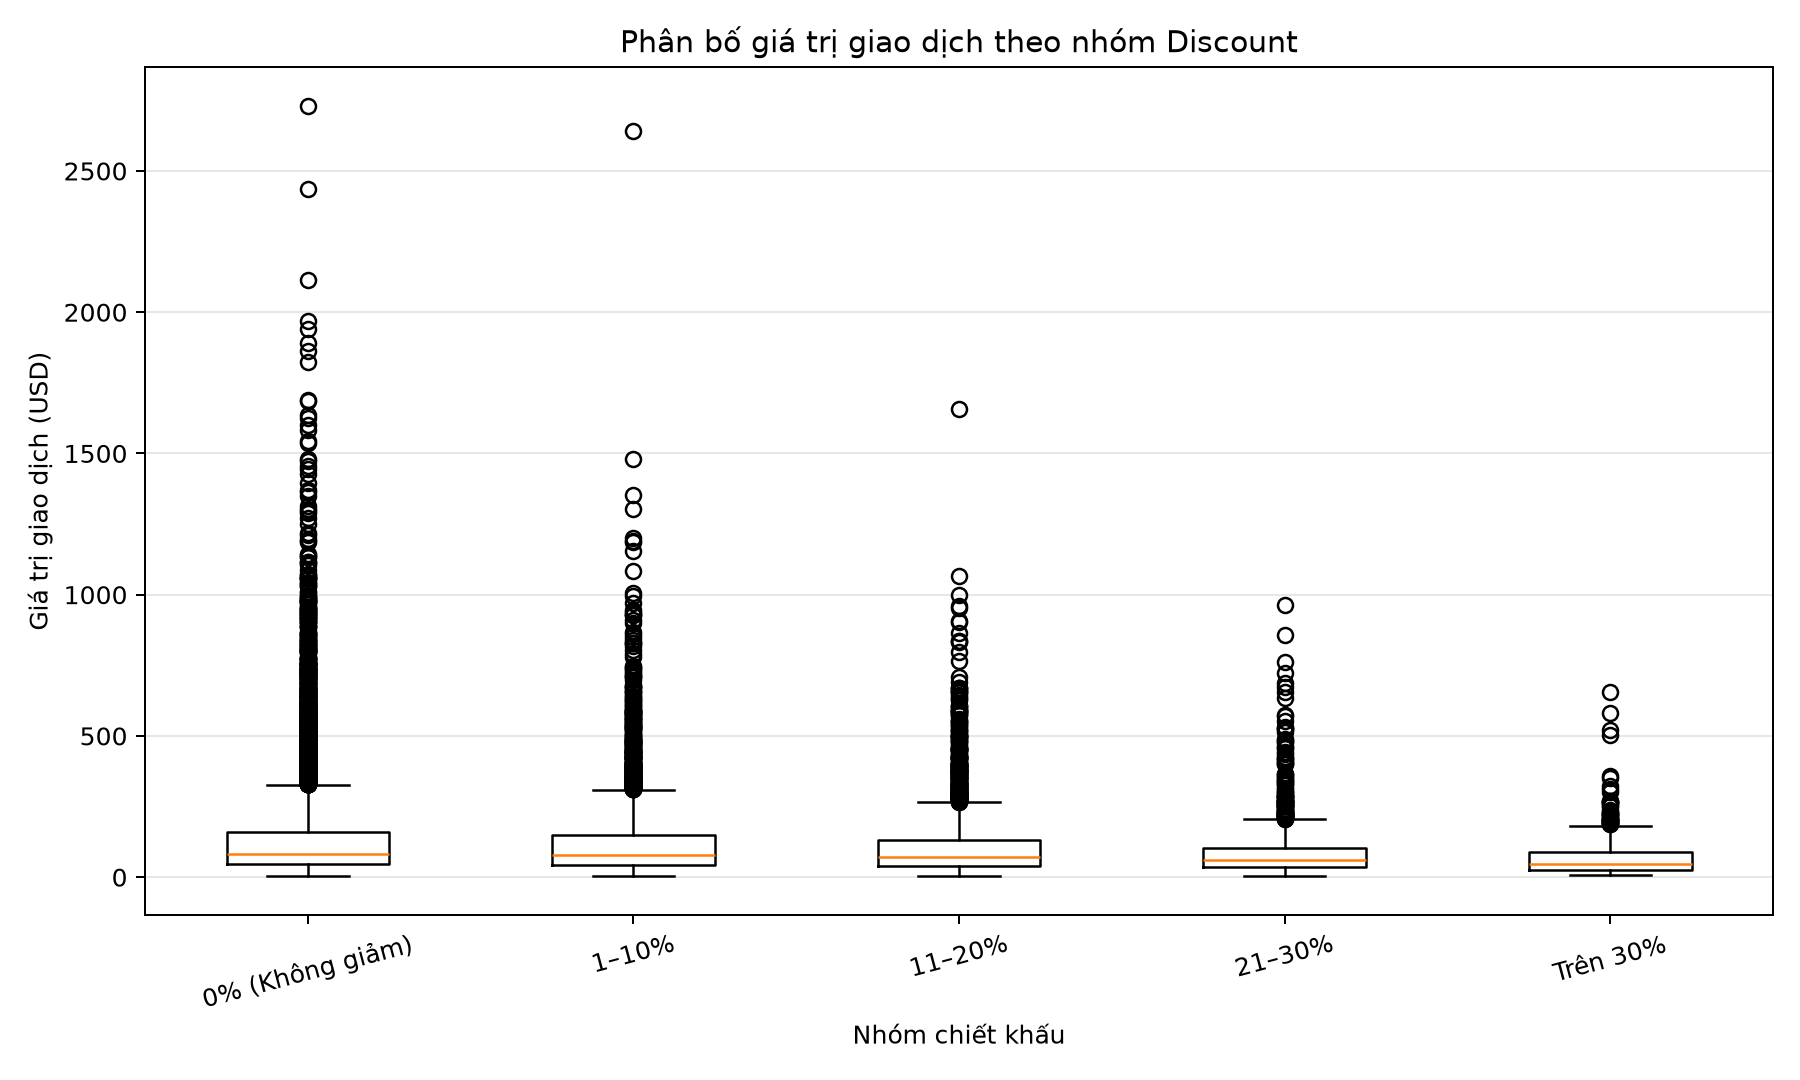 Phân bố giá trị giao dịch theo nhóm Discount
Giá trị giao dịch (USD)
2500
2000
1500
1000
500
0
0% (Không giảm)
1–10%
11–20%
21–30%
Trên 30%
Nhóm chiết khấu